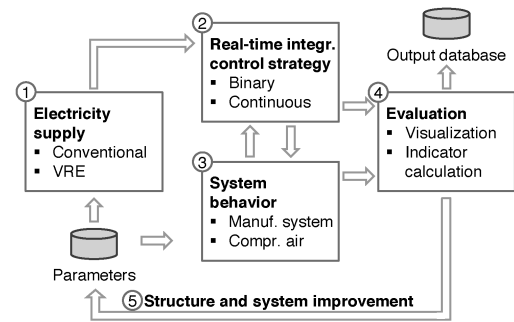 2
Real-time integr.
control strategy
▪ Binary
▪ Continuous
Output database
1
Electricity
supply
▪ Conventional
▪ VRE
4
Evaluation
▪ Visualization
▪ Indicator
calculation
3
System
behavior
▪ Manuf. system
▪ Compr. air
Parameters
5 Structure and system improvement